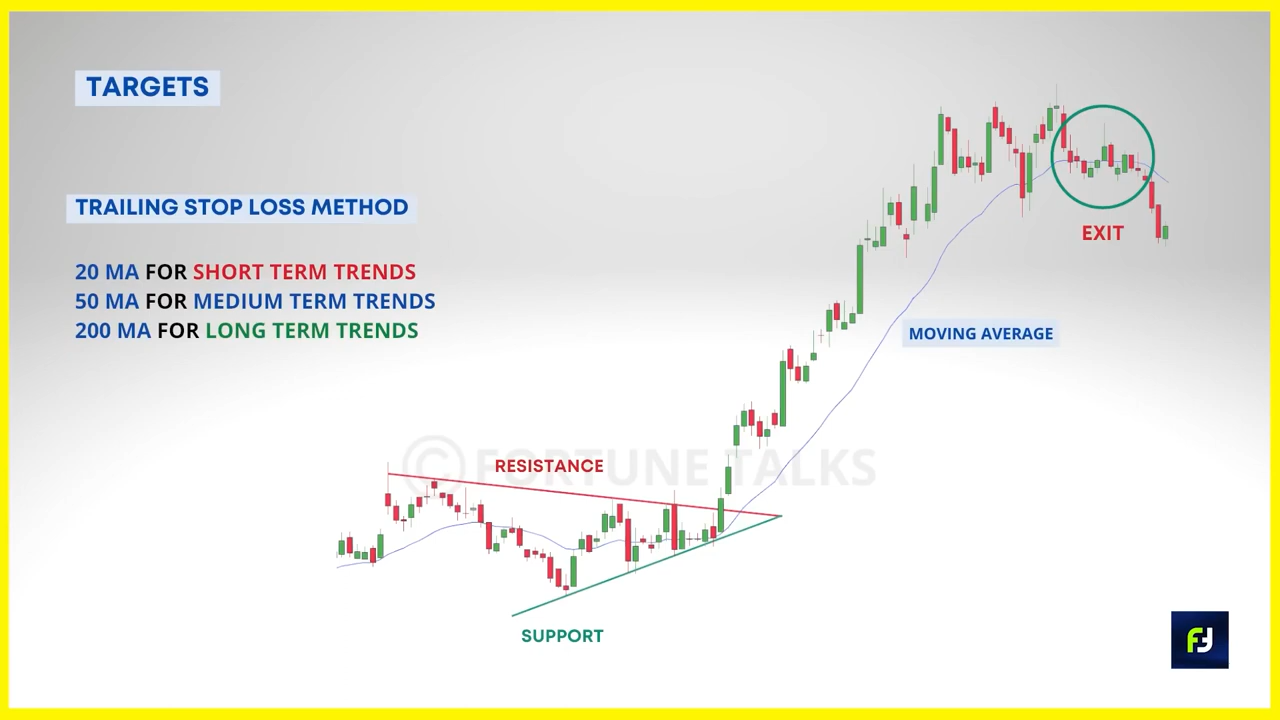 TARGETS
TRAILING STOP LOSS METHOD
20 MA FOR SHORT TERM TRENDS
50 MA FOR MEDIUM TERM TRENDS
200 MA FOR LONG TERM TRENDS
EXIT
MOVING AVERAGE
RESISTANCE
© FORTUNE TALKS
SUPPORT